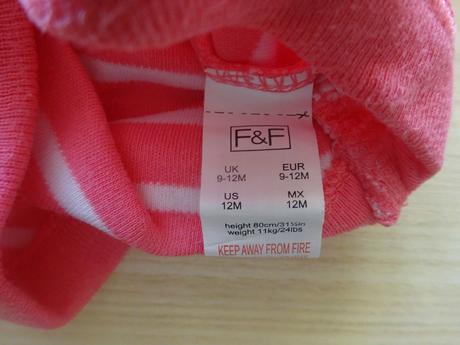 F&F
UK EUR
9-12M 9-12M
US MX
12M 12M
height 80cm/31½in
weight 11kg/24lbs
KEEP AWAY FROM FIRE